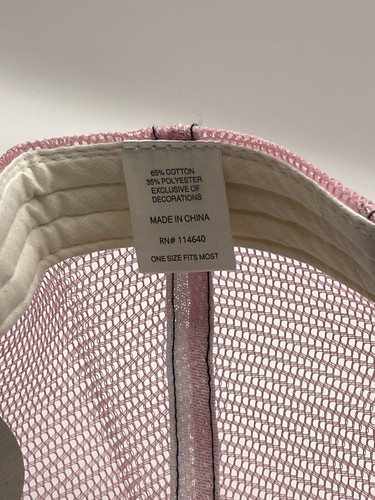 65% COTTON
35% POLYESTER
EXCLUSIVE OF
DECORATIONS
MADE IN CHINA
RN# 114640
ONE SIZE FITS MOST